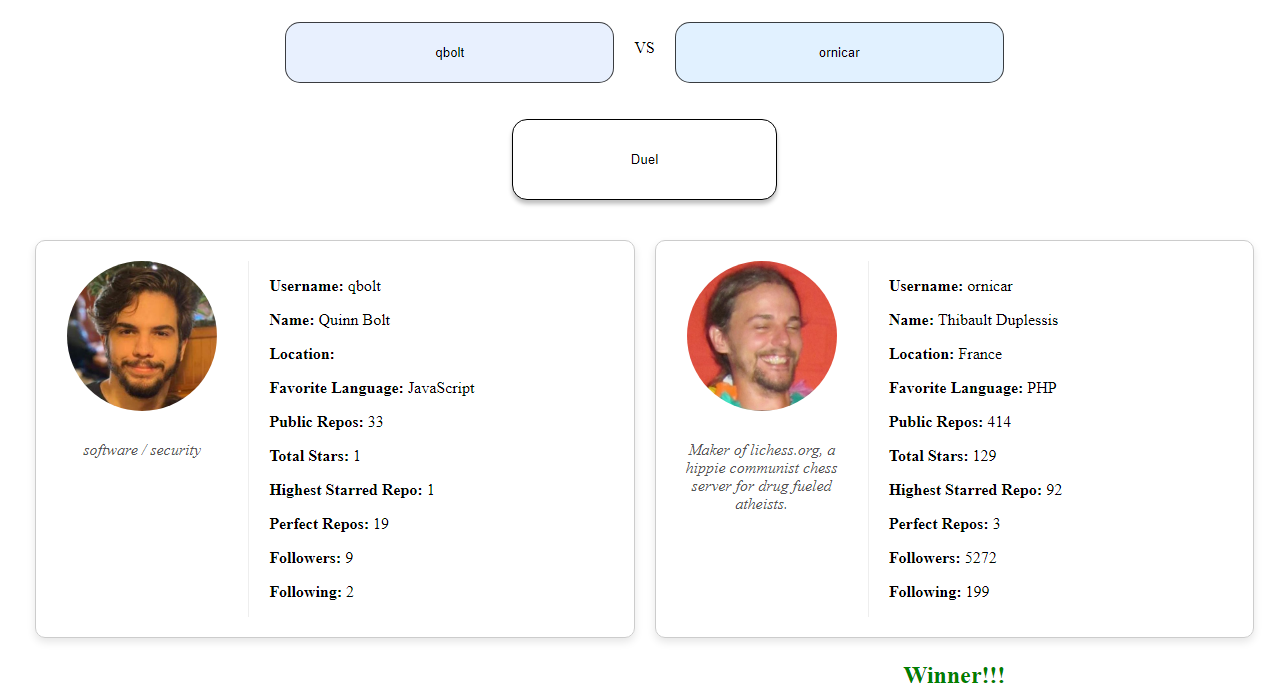 qbolt
VS
ornicar
Duel
Username: qbolt
Name: Quinn Bolt
Location:
Favorite Language: JavaScript
Public Repos: 33
Total Stars: 1
Highest Starred Repo: 1
Perfect Repos: 19
Followers: 9
Following: 2
software / security
Username: ornicar
Name: Thibault Duplessis
Location: France
Favorite Language: PHP
Public Repos: 414
Total Stars: 129
Highest Starred Repo: 92
Perfect Repos: 3
Followers: 5272
Following: 199
Maker of lichess.org, a
hippie communist chess
server for drug fueled
atheists.
Winner!!!